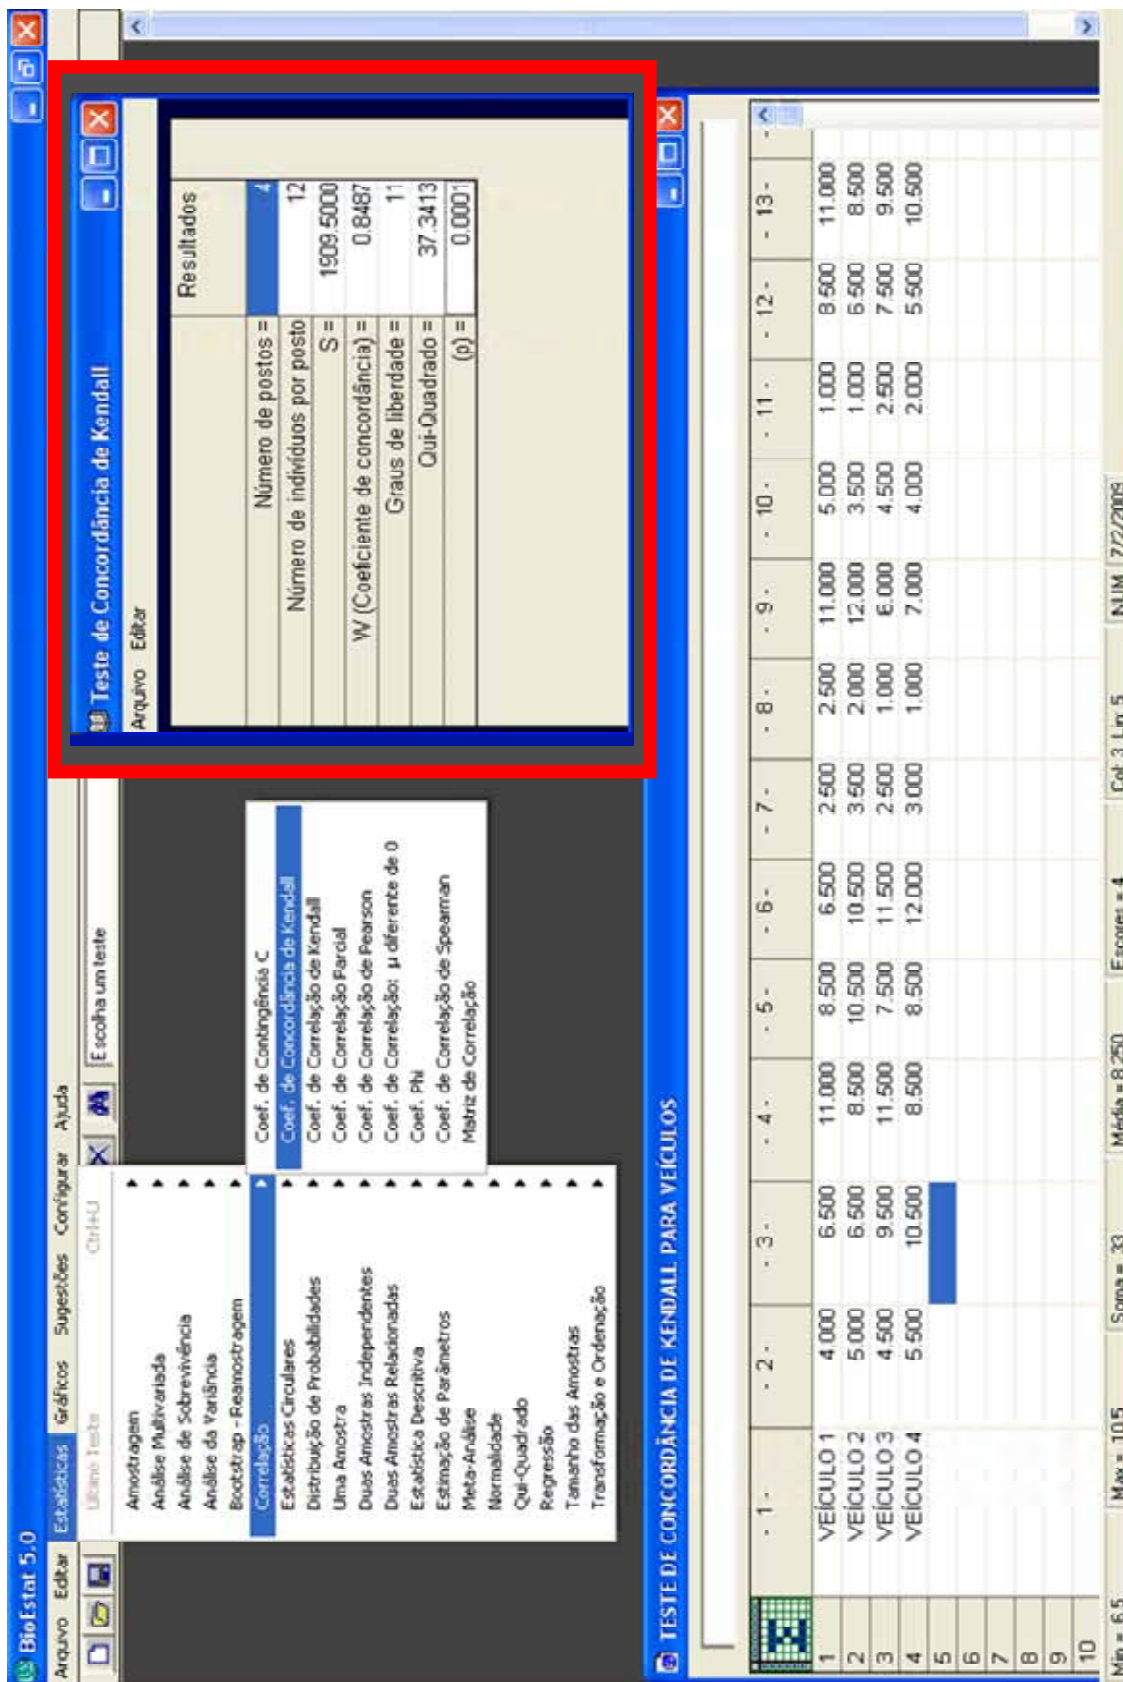 BioEstat 5.0
Arquivo Editar Estatísticas Gráficos Sugestões Configurar Ajuda
Último Teste Ctrl+U
Escolha um teste
Amostragem
Análise Multivariada
Análise de Sobrevivência
Análise da Variância
Bootstrap - Reamostragem
Correlação
Estatísticas Circulares
Distribuição de Probabilidades
Uma Amostra
Duas Amostras Independentes
Duas Amostras Relacionadas
Estatística Descritiva
Estimação de Parâmetros
Meta-Análise
Normalidade
Qui-Quadrado
Regressão
Tamanho das Amostras
Transformação e Ordenação
Coef. de Contingência C
Coef. de Concordância de Kendall
Coef. de Correlação de Kendall
Coef. de Correlação Parcial
Coef. de Correlação de Pearson
Coef. de Correlação: µ diferente de 0
Coef. Phi
Coef. de Correlação de Spearman
Matriz de Correlação
Teste de Concordância de Kendall
Arquivo Editar
Resultados
Número de postos = 4
Número de indivíduos por posto 12
S = 1909.5000
W (Coeficiente de concordância) = 0.8487
Graus de liberdade = 11
Qui-Quadrado = 37.3413
(p) = 0.0001
TESTE DE CONCORDÂNCIA DE KENDALL PARA VEÍCULOS
- 1 - - 2 - - 3 - - 4 - - 5 - - 6 - - 7 - - 8 - - 9 - - 10 - - 11 - - 12 - - 13 -
1 VEÍCULO 1 4.000 6.500 11.000 8.500 6.500 2.500 2.500 11.000 5.000 1.000 8.500 11.000
2 VEÍCULO 2 5.000 6.500 8.500 10.500 10.500 3.500 2.000 12.000 3.500 1.000 6.500 8.500
3 VEÍCULO 3 4.500 9.500 11.500 7.500 11.500 2.500 1.000 6.000 4.500 2.500 7.500 9.500
4 VEÍCULO 4 5.500 10.500 8.500 8.500 12.000 3.000 1.000 7.000 4.000 2.000 5.500 10.500
5
6
7
8
9
10
Min = 6.5 Max = 10.5 Soma = 33 Média = 8.250 Escores = 4 Col: 3 Lin: 5 NUM 7/2/2009